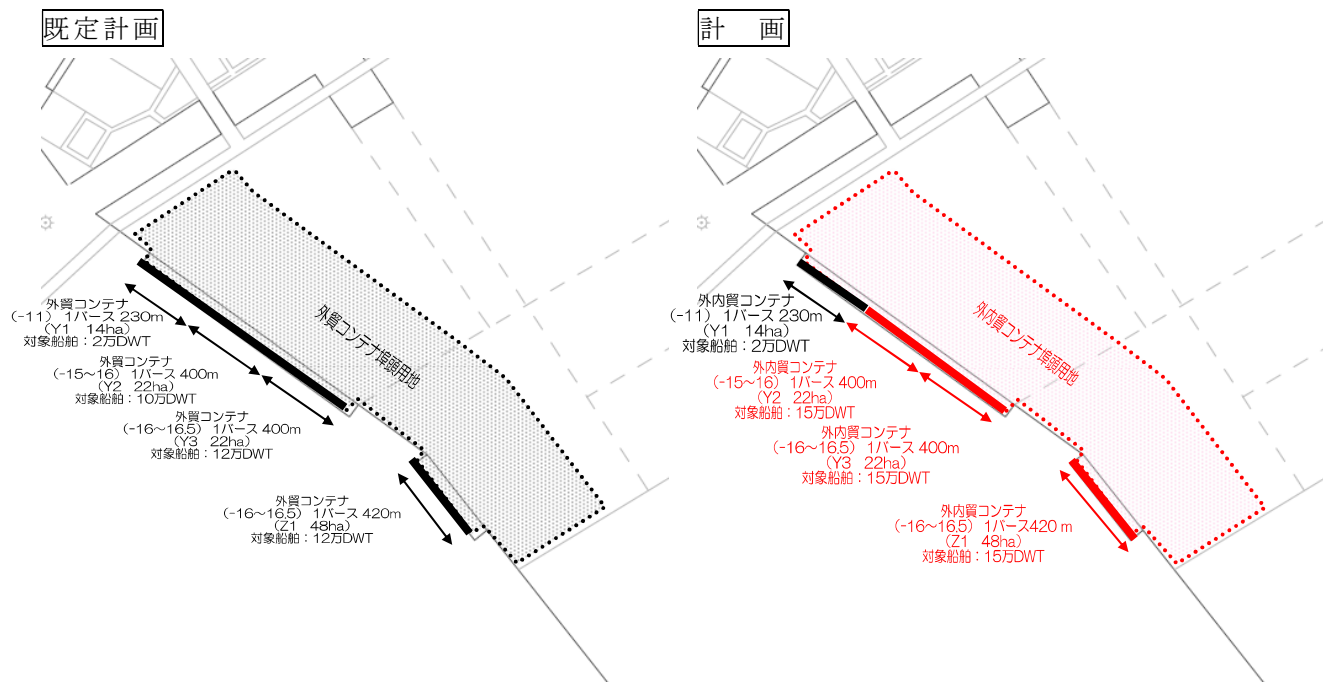 既定計画
外貿コンテナ埠頭用地
外貿コンテナ
(-11) 1バース 230m
(Y1 14ha)
対象船舶：2万DWT
外貿コンテナ
(-15～16) 1バース 400m
(Y2 22ha)
対象船舶：10万DWT
外貿コンテナ
(-16～16.5) 1バース 400m
(Y3 22ha)
対象船舶：12万DWT
外貿コンテナ
(-16～16.5) 1バース 420m
(Z1 48ha)
対象船舶：12万DWT
計　画
外内貿コンテナ埠頭用地
外内貿コンテナ
(-11) 1バース 230m
(Y1 14ha)
対象船舶：2万DWT
外内貿コンテナ
(-15～16) 1バース 400m
(Y2 22ha)
対象船舶：15万DWT
外内貿コンテナ
(-16～16.5) 1バース 400m
(Y3 22ha)
対象船舶：15万DWT
外内貿コンテナ
(-16～16.5) 1バース420 m
(Z1 48ha)
対象船舶：15万DWT